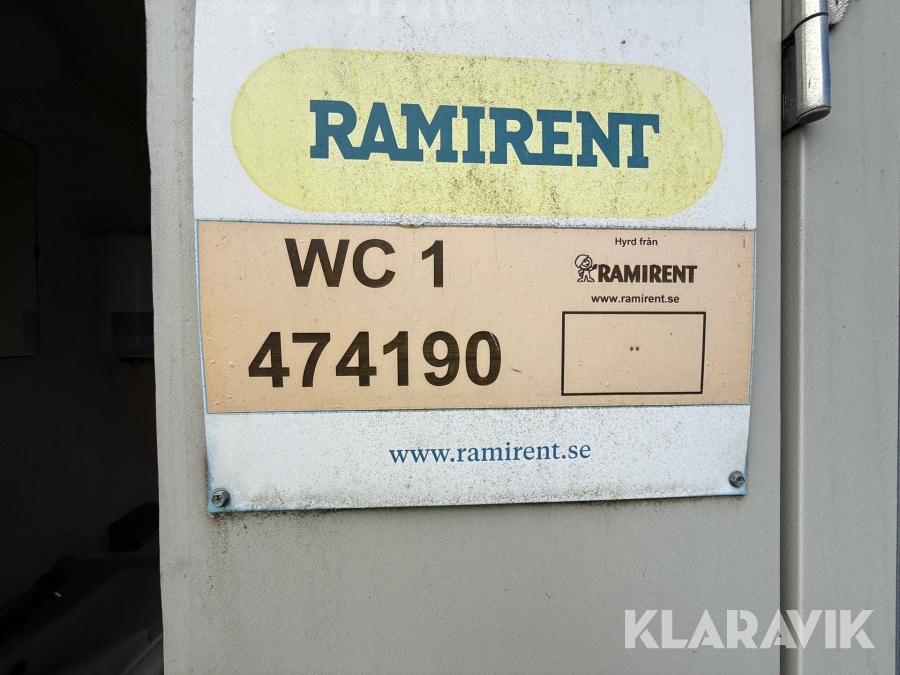 RAMIRENT
WC 1
474190
Hyrd från
RAMIRENT
www.ramirent.se
**
www.ramirent.se
KLARAVIK